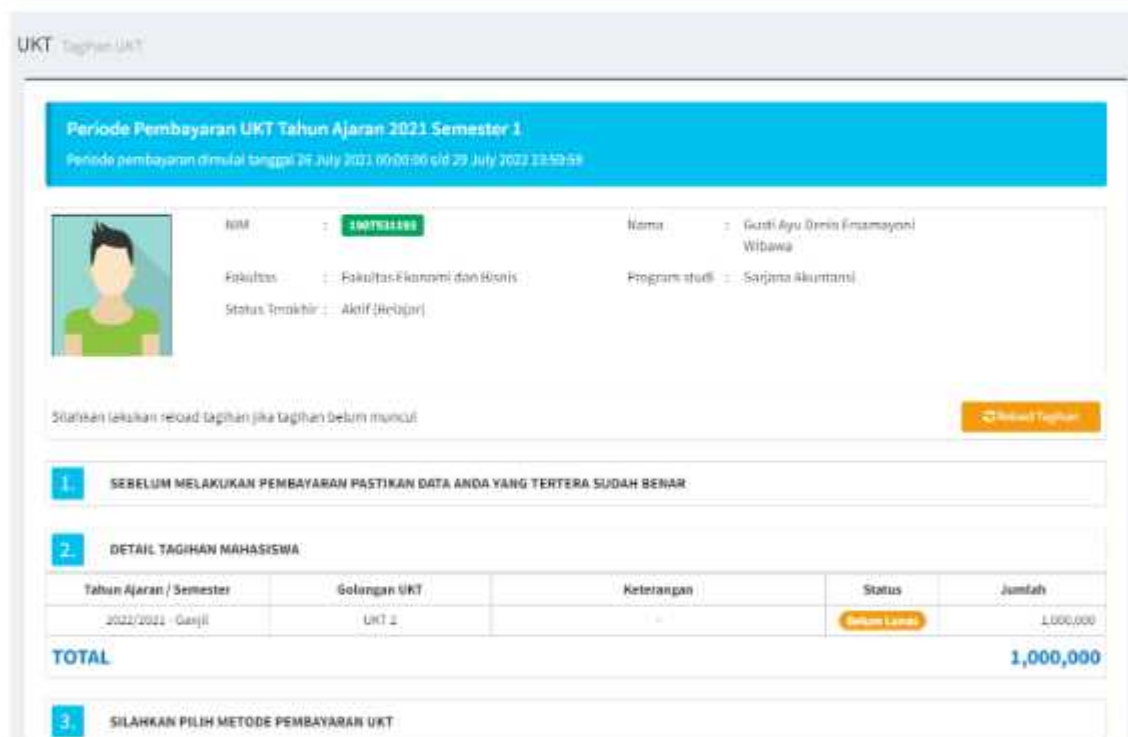 UKT Tagihan UKT
Periode Pembayaran UKT Tahun Ajaran 2021 Semester 1
Periode pembayaran dimulai tanggal 26 July 2021 00:00:00 s/d 29 July 2022 23:59:59
NIM :
Nama : Gusti Ayu Denis
Wibawa
Fakultas : Fakultas Ekonomi dan Bisnis
Program studi : Sarjana Akuntansi
Status Terakhir : Aktif (Belajar)
Silahkan lakukan reload tagihan jika tagihan belum muncul
Reload Tagihan
1. SEBELUM MELAKUKAN PEMBAYARAN PASTIKAN DATA ANDA YANG TERTERA SUDAH BENAR
2. DETAIL TAGIHAN MAHASISWA
Tahun Ajaran / Semester Golongan UKT Keterangan Status Jumlah
2022/2021 - Ganjil UKT 2 - Belum Lunas 1,000,000
TOTAL 1,000,000
3. SILAHKAN PILIH METODE PEMBAYARAN UKT